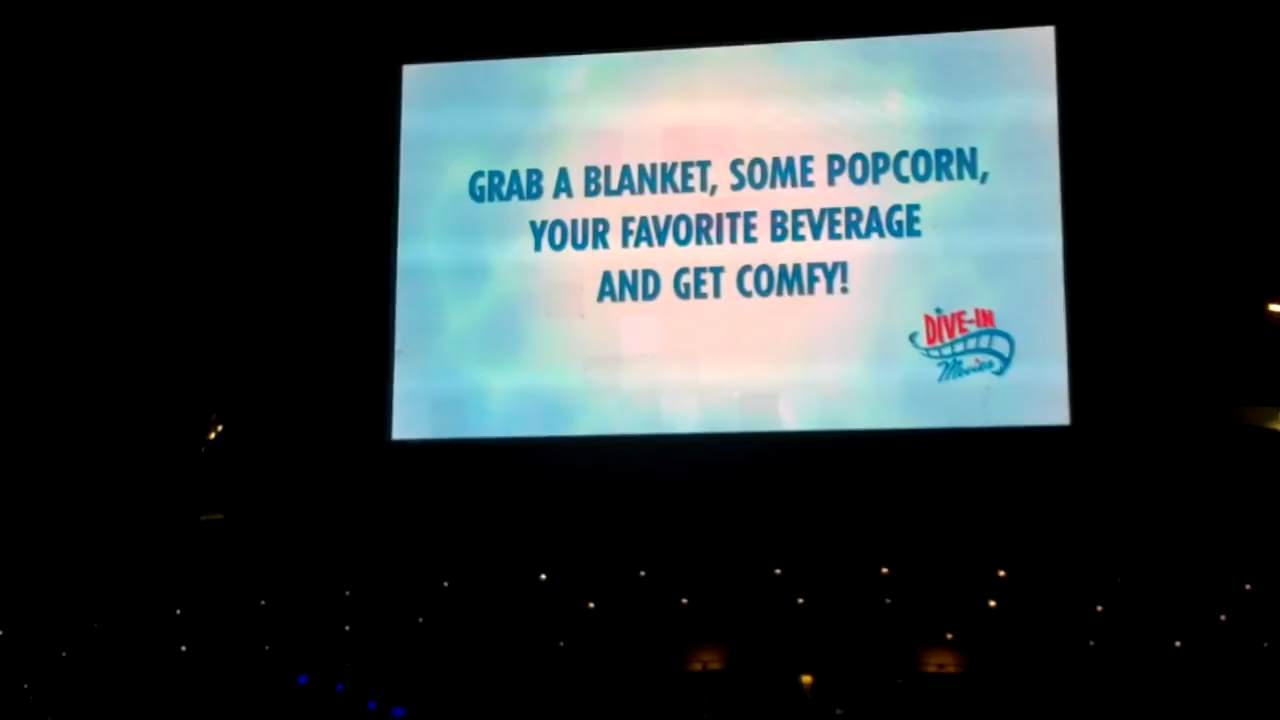 GRAB A BLANKET, SOME POPCORN,
YOUR FAVORITE BEVERAGE
AND GET COMFY!
DIVE-IN
Movies